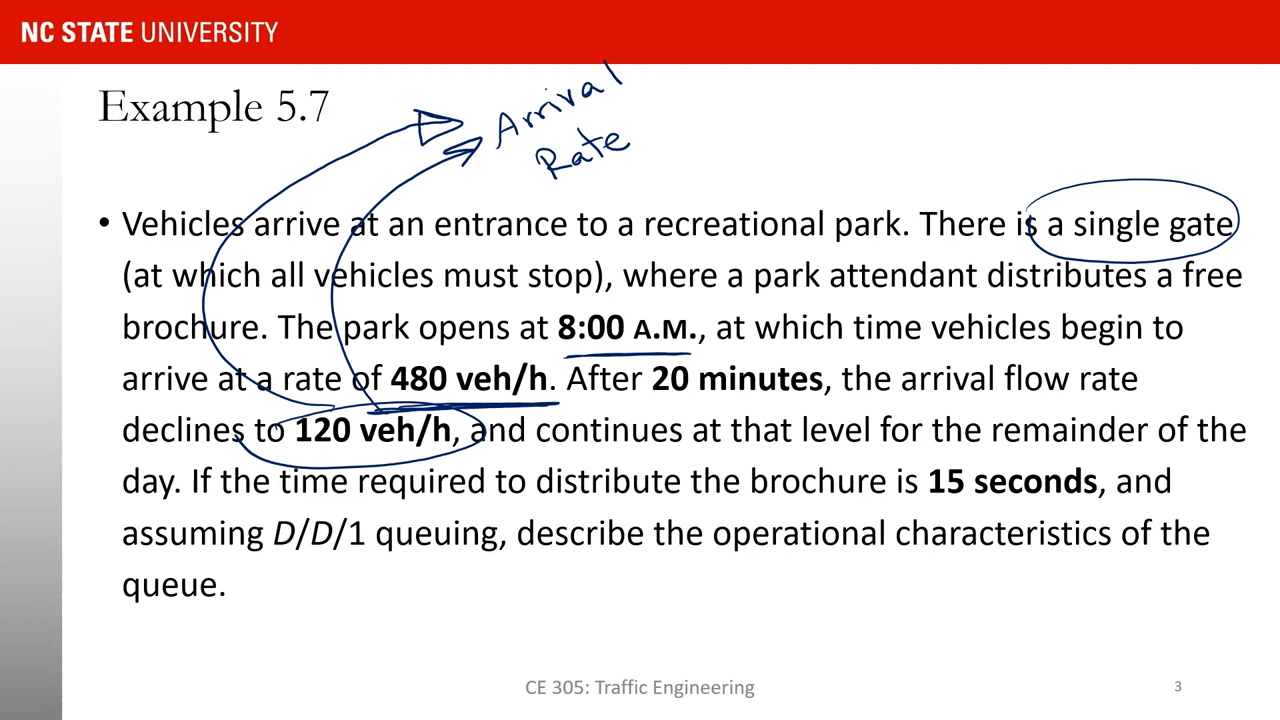 NC STATE UNIVERSITY
Example 5.7
Arrival
Rate
• Vehicles arrive at an entrance to a recreational park. There is a single gate
(at which all vehicles must stop), where a park attendant distributes a free
brochure. The park opens at 8:00 A.M., at which time vehicles begin to
arrive at a rate of 480 veh/h. After 20 minutes, the arrival flow rate
declines to 120 veh/h, and continues at that level for the remainder of the
day. If the time required to distribute the brochure is 15 seconds, and
assuming D/D/1 queuing, describe the operational characteristics of the
queue.
CE 305: Traffic Engineering
3